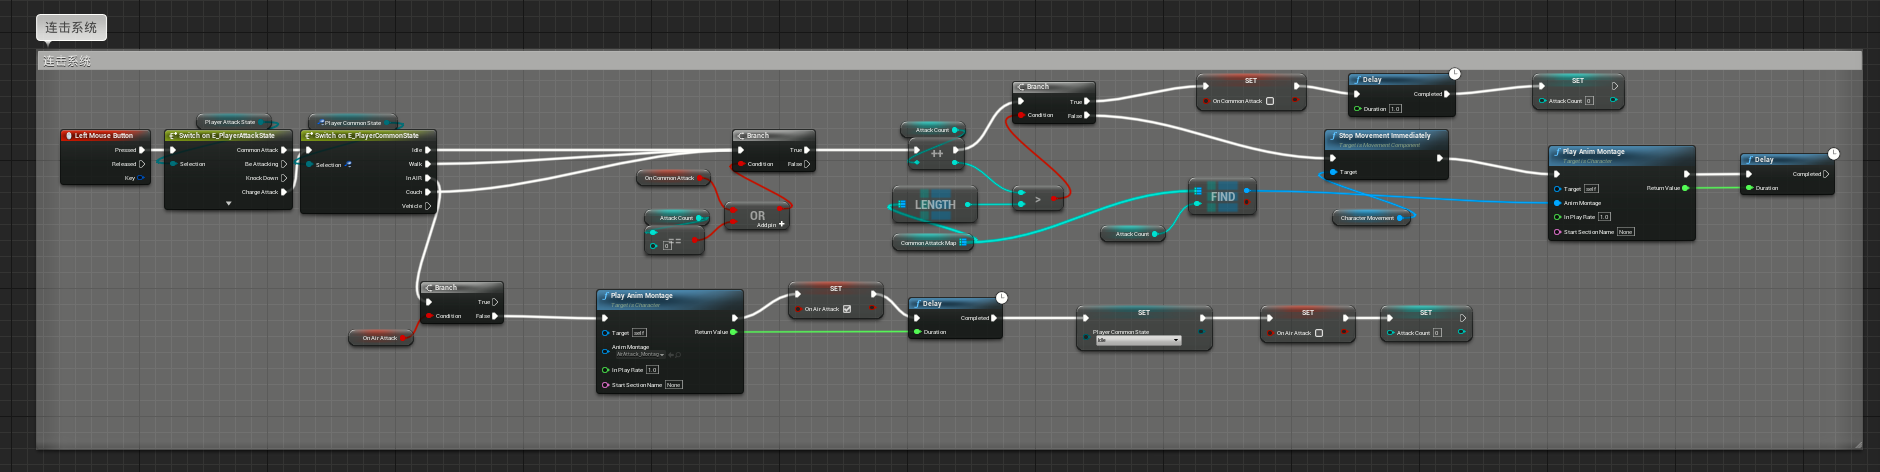 连击系统
连击系统
Left Mouse Button
Pressed
Released
Key
Player Attack State
Switch on E_PlayerAttackState
Selection
Common Attack
Be Attacking
Knock Down
Charge Attack
Player Common State
Switch on E_PlayerCommonState
Selection
Idle
Walk
In AIR
Couch
Vehicle
On Common Attack
Attack Count
==
0
OR
Add pin +
Branch
Condition
True
False
Attack Count
++
LENGTH
Common Attatck Map
>
Branch
Condition
True
False
Attack Count
FIND
SET
On Common Attack
Delay
Completed
Duration 1.0
SET
Attack Count 0
Stop Movement Immediately
Target is Movement Component
Target
Character Movement
Play Anim Montage
Target is Character
Target self
Return Value
Anim Montage
In Play Rate 1.0
Start Section Name None
Delay
Completed
Duration
On Air Attack
Branch
Condition
True
False
Play Anim Montage
Target is Character
Target self
Return Value
Anim Montage
AirAttack_Montag
In Play Rate 1.0
Start Section Name None
SET
On Air Attack
Delay
Completed
Duration
SET
Player Common State
Idle
SET
On Air Attack
SET
Attack Count 0